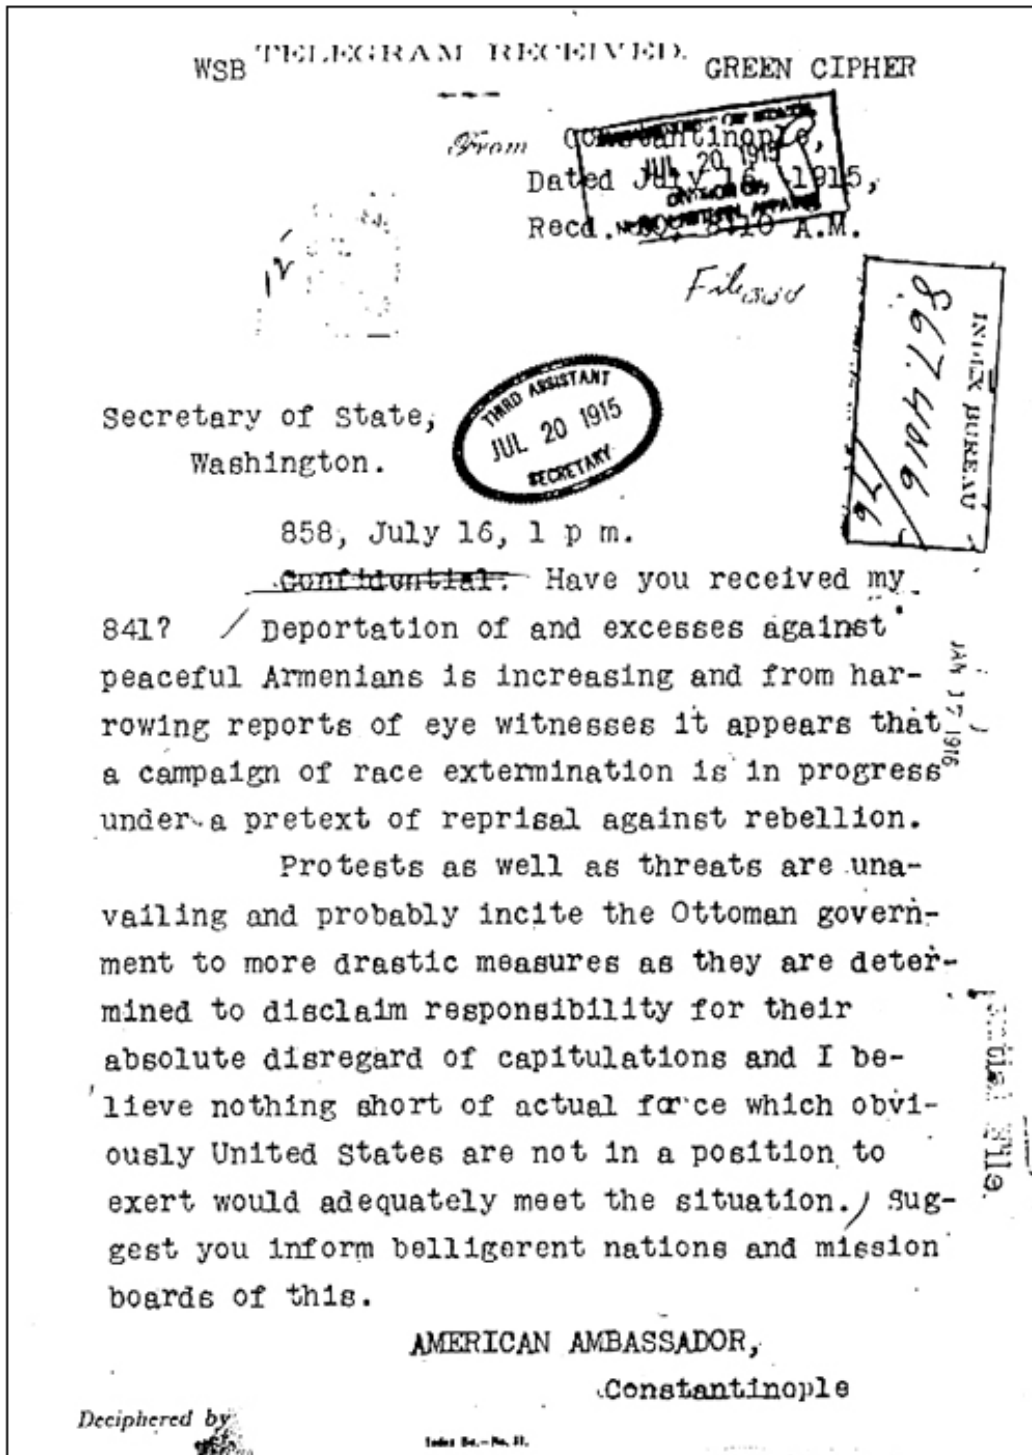 TELEGRAM RECEIVED.
WSB GREEN CIPHER
From Constantinople,
JUL 20 1915
Dated July 16, 1915,
DIVISION OF
Recd. 8:10 A.M.
File
INDEX BUREAU
867.4016
76
THIRD ASSISTANT
JUL 20 1915
SECRETARY
Secretary of State,
Washington.
858, July 16, 1 p m.
Confidential. Have you received my
841? Deportation of and excesses against
peaceful Armenians is increasing and from har-
rowing reports of eye witnesses it appears that
a campaign of race extermination is in progress
under a pretext of reprisal against rebellion.
JAN 17 1916
Protests as well as threats are una-
vailing and probably incite the Ottoman govern-
ment to more drastic measures as they are deter-
mined to disclaim responsibility for their
absolute disregard of capitulations and I be-
lieve nothing short of actual force which obvi-
ously United States are not in a position to
exert would adequately meet the situation. Sug-
gest you inform belligerent nations and mission
boards of this.
AMERICAN AMBASSADOR,
Constantinople
Deciphered by